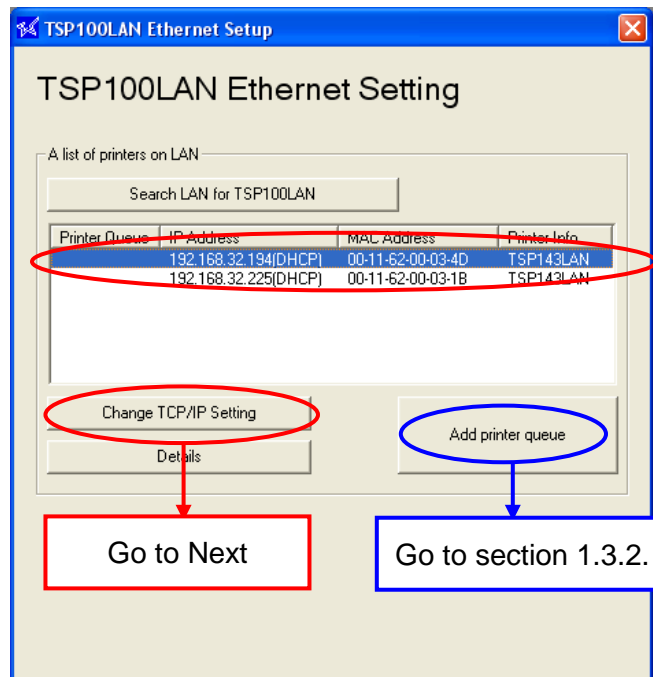 TSP100LAN Ethernet Setup
TSP100LAN Ethernet Setting
A list of printers on LAN
Search LAN for TSP100LAN
Printer Queue IP Address MAC Address Printer Info
192.168.32.194(DHCP) 00-11-62-00-03-4D TSP143LAN
192.168.32.225(DHCP) 00-11-62-00-03-1B TSP143LAN
Change TCP/IP Setting
Add printer queue
Details
Go to Next
Go to section 1.3.2.